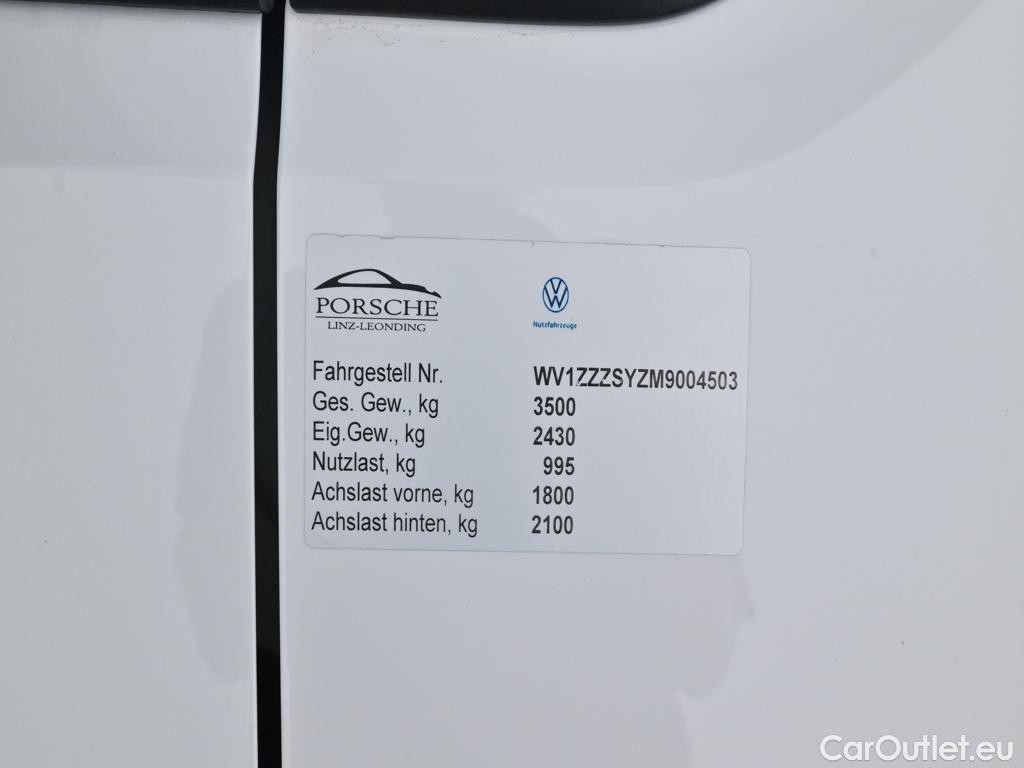 PORSCHE
LINZ-LEONDING
Nutzfahrzeuge
Fahrgestell Nr. WV1ZZZSYZM9004503
Ges. Gew., kg 3500
Eig.Gew., kg 2430
Nutzlast, kg 995
Achslast vorne, kg 1800
Achslast hinten, kg 2100
CarOutlet.eu